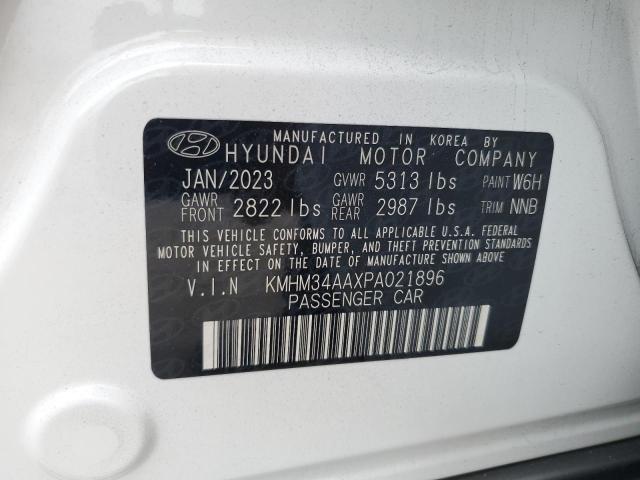 MANUFACTURED IN KOREA BY
HYUNDAI MOTOR COMPANY
JAN/2023 GVWR 5313 lbs PAINT W6H
GAWR FRONT 2822 lbs GAWR REAR 2987 lbs TRIM NNB
THIS VEHICLE CONFORMS TO ALL APPLICABLE U.S.A. FEDERAL
MOTOR VEHICLE SAFETY, BUMPER, AND THEFT PREVENTION STANDARDS
IN EFFECT ON THE DATE OF MANUFACTURE SHOWN ABOVE
V.I.N KMHM34AAXPA021896
PASSENGER CAR